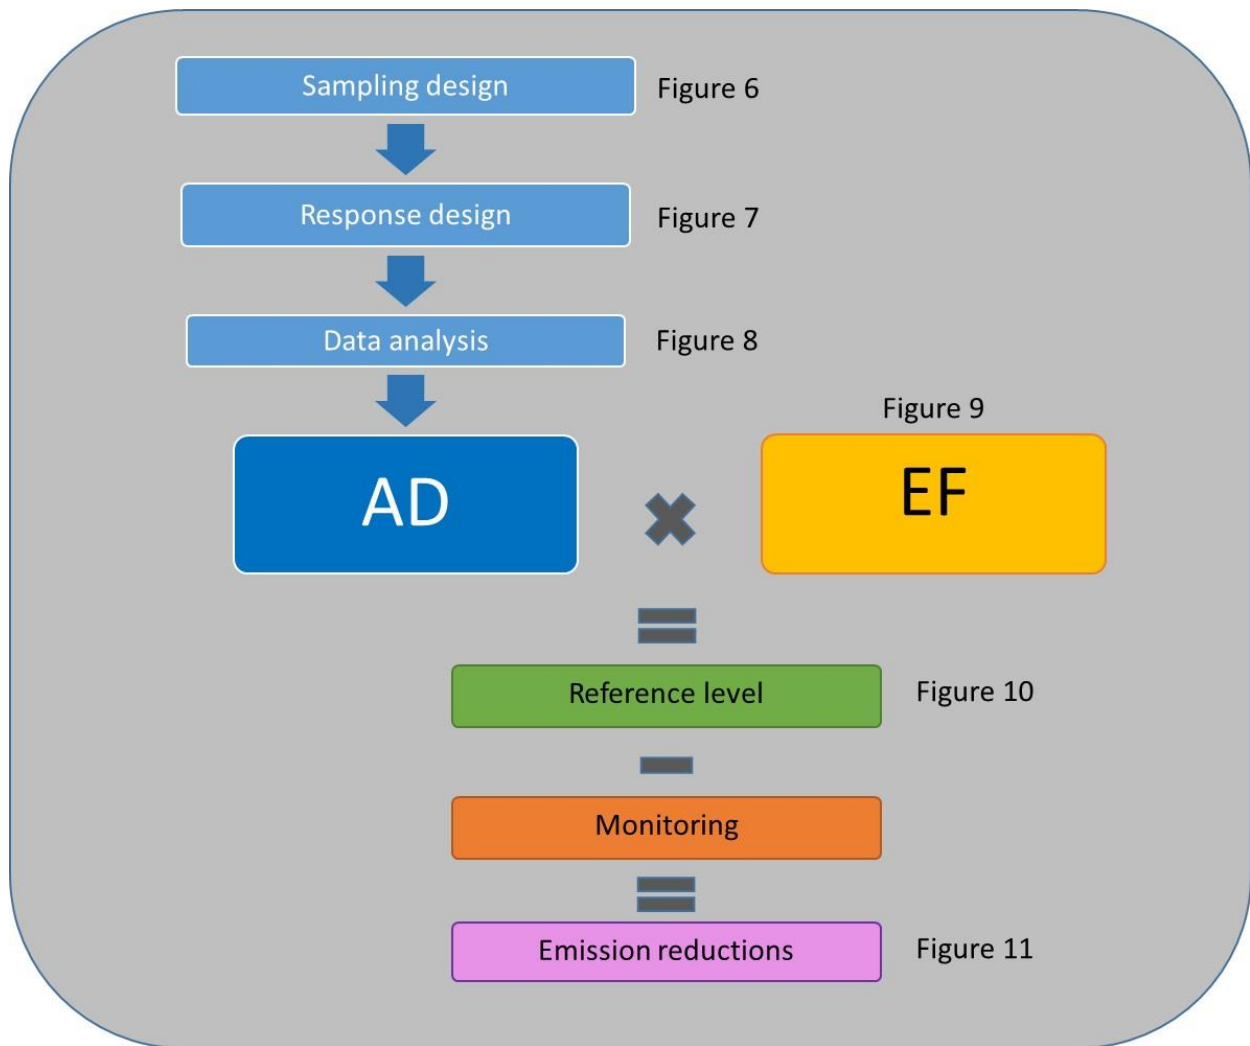 Sampling design
Figure 6
Response design
Figure 7
Data analysis
Figure 8
Figure 9
AD
EF
Reference level
Figure 10
Monitoring
Emission reductions
Figure 11